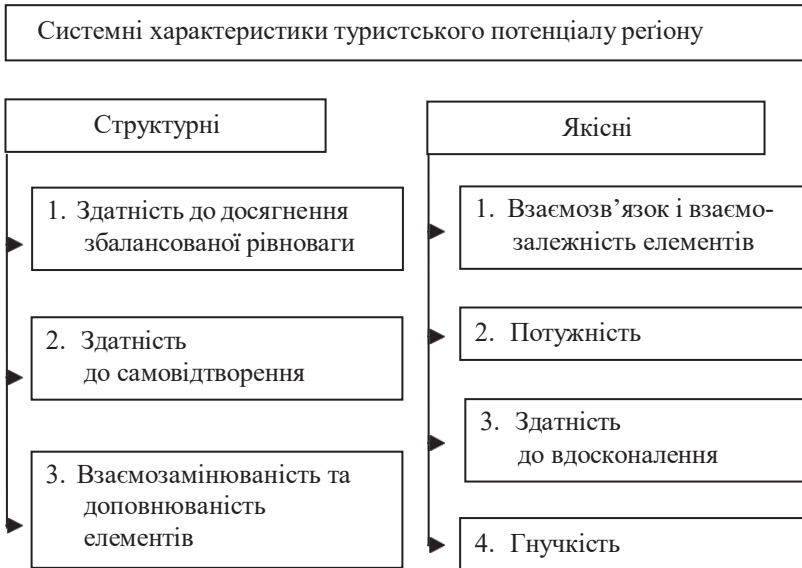 Системні характеристики туристського потенціалу реґіону
Структурні
1. Здатність до досягнення
збалансованої рівноваги
2. Здатність
до самовідтворення
3. Взаємозамінюваність та
доповнюваність
елементів
Якісні
1. Взаємозв’язок і взаємо-
залежність елементів
2. Потужність
3. Здатність
до вдосконалення
4. Гнучкість